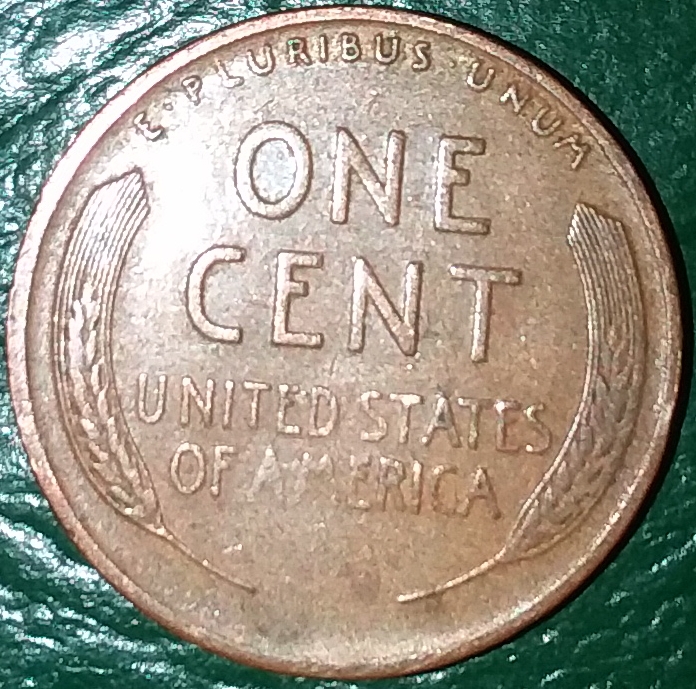 E·PLURIBUS UNUM
ONE
CENT
UNITED STATES
OF AMERICA